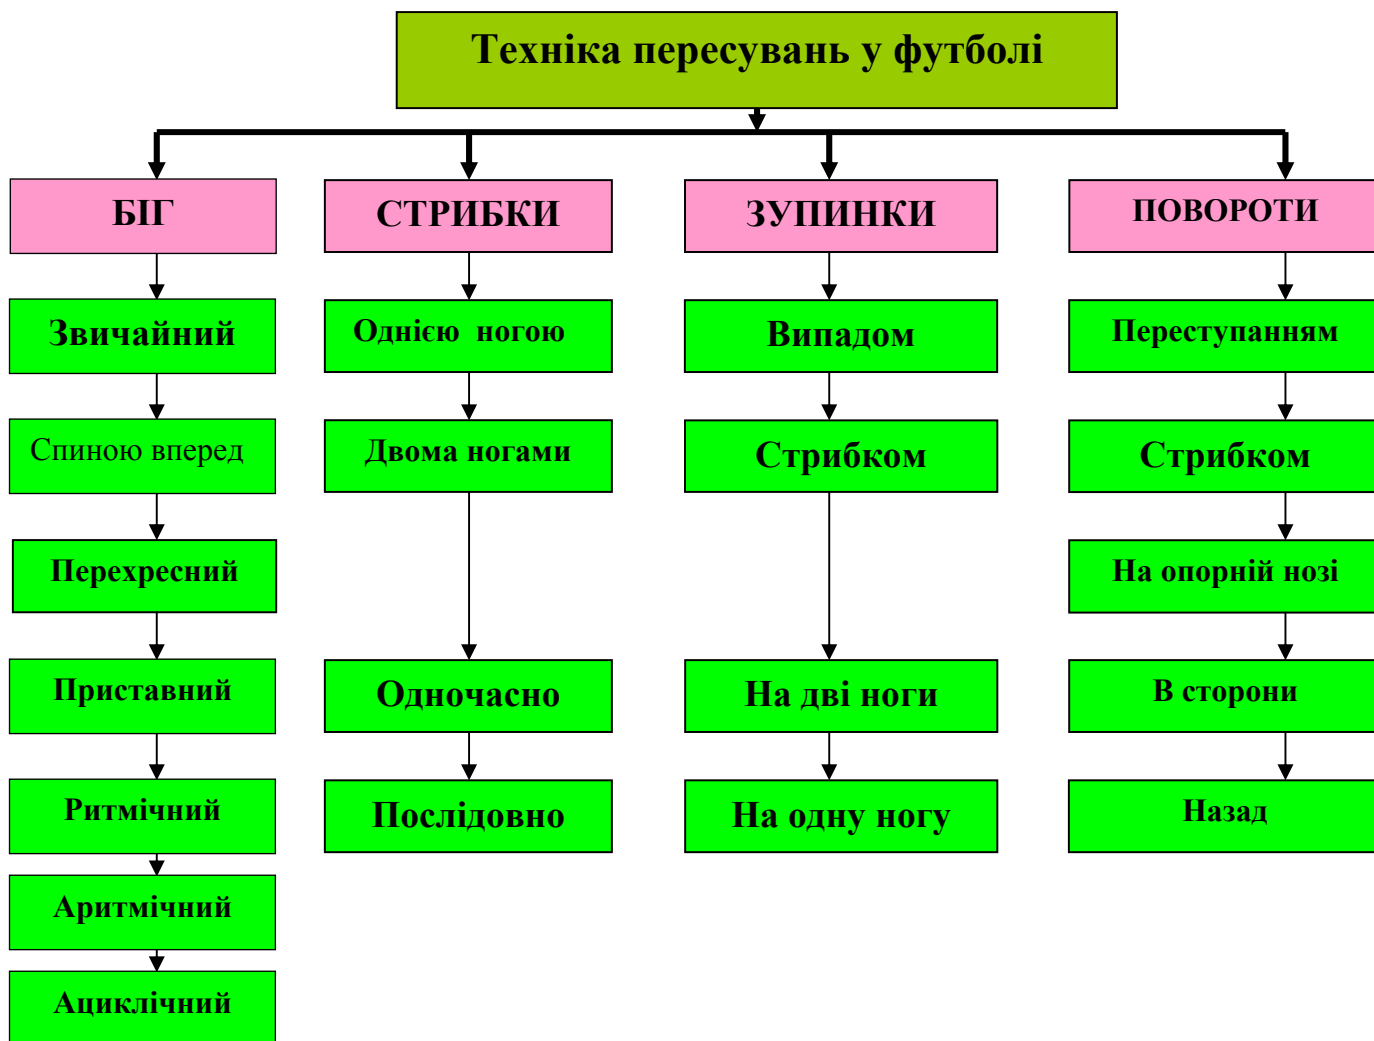 Техніка пересувань у футболі
БІГ
Звичайний
Спиною вперед
Перехресний
Приставний
Ритмічний
Аритмічний
Ациклічний
СТРИБКИ
Однією ногою
Двома ногами
Одночасно
Послідовно
ЗУПИНКИ
Випадом
Стрибком
На дві ноги
На одну ногу
ПОВОРОТИ
Переступанням
Стрибком
На опорній нозі
В сторони
Назад